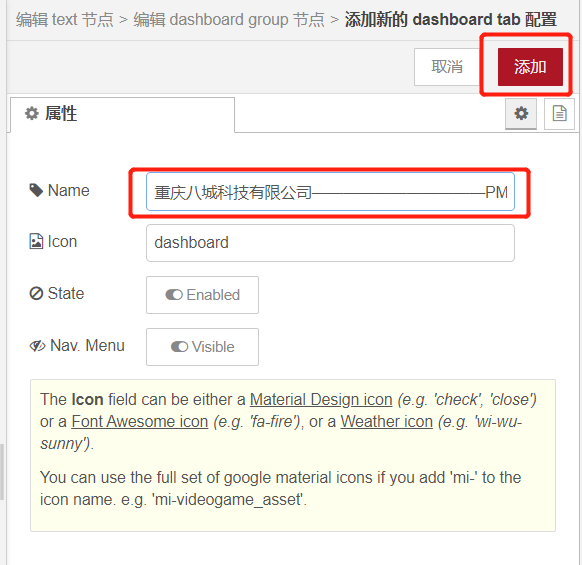 编辑 text 节点 > 编辑 dashboard group 节点 > 添加新的 dashboard tab 配置
取消 添加
属性
Name 重庆八城科技有限公司———————————PM
Icon dashboard
State Enabled
Nav. Menu Visible
The Icon field can be either a Material Design icon (e.g. 'check', 'close')
or a Font Awesome icon (e.g. 'fa-fire'), or a Weather icon (e.g. 'wi-wu-
sunny').
You can use the full set of google material icons if you add 'mi-' to the
icon name. e.g. 'mi-videogame_asset'.